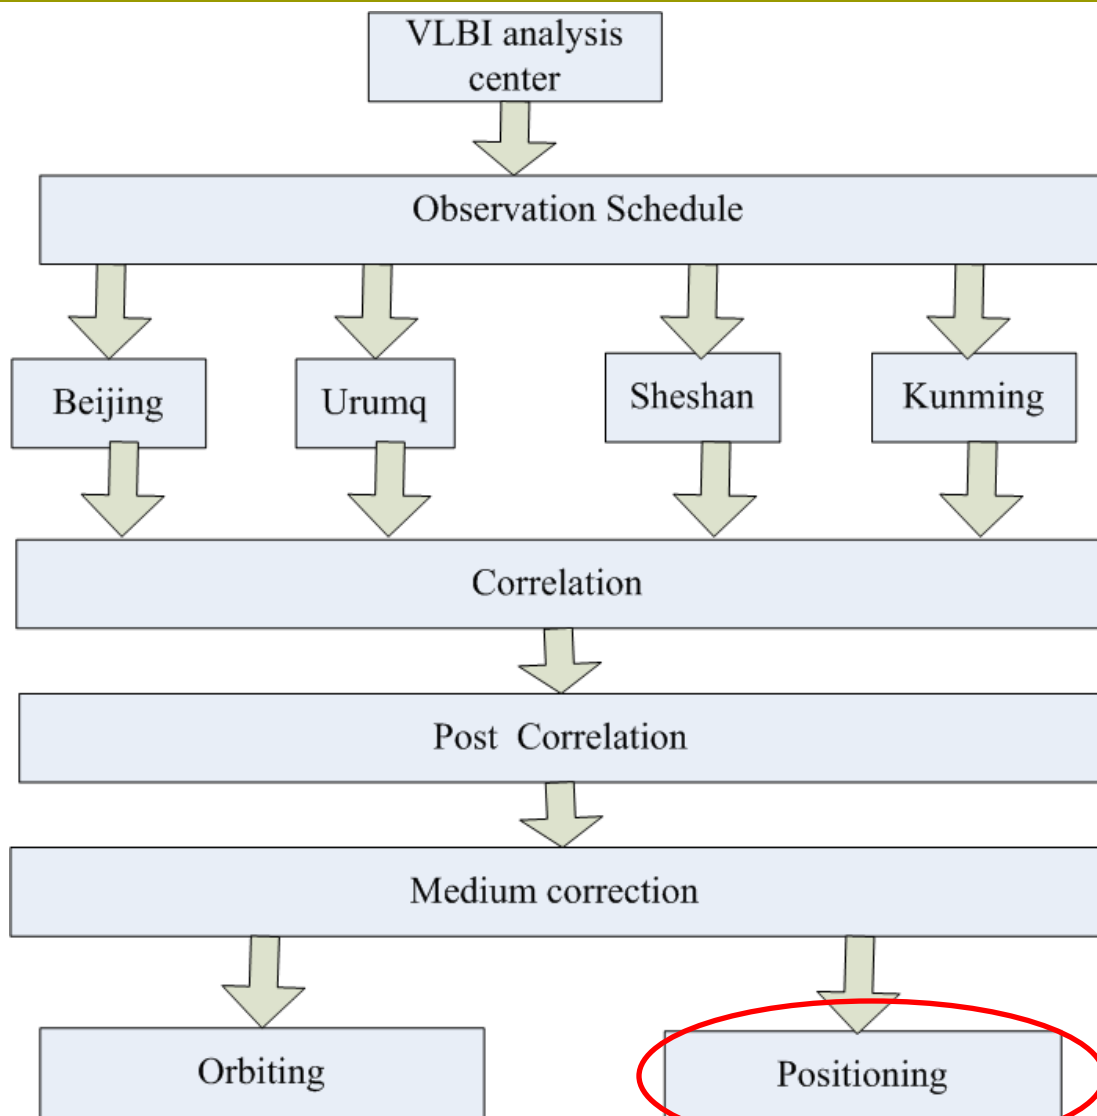 VLBI analysis
center
Observation Schedule
Beijing
Urumq
Sheshan
Kunming
Correlation
Post Correlation
Medium correction
Orbiting
Positioning